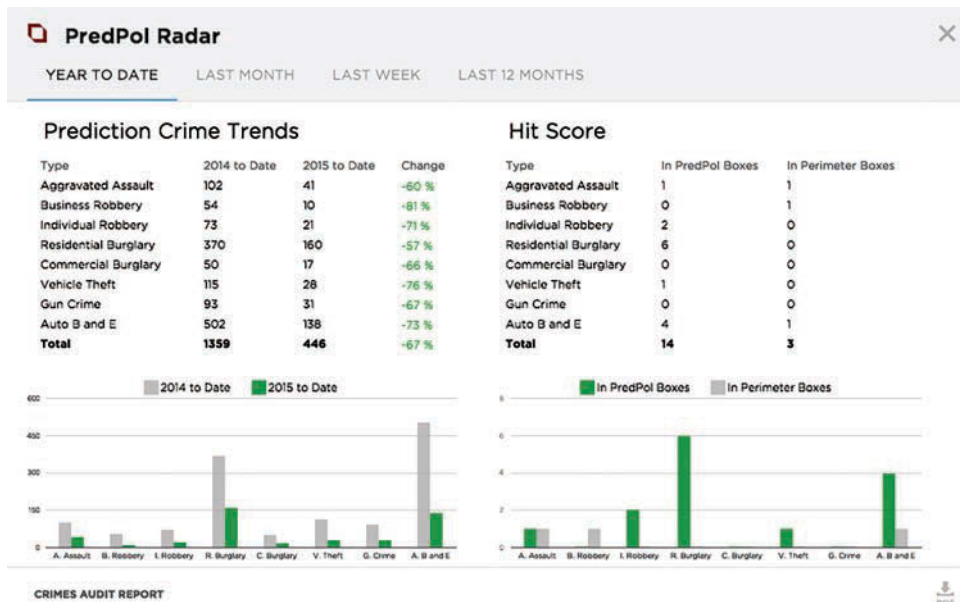 PredPol Radar
YEAR TO DATE LAST MONTH LAST WEEK LAST 12 MONTHS
Prediction Crime Trends
Type 2014 to Date 2015 to Date Change
Aggravated Assault 102 41 -60 %
Business Robbery 54 10 -81 %
Individual Robbery 73 21 -71 %
Residential Burglary 370 160 -57 %
Commercial Burglary 50 17 -66 %
Vehicle Theft 115 28 -76 %
Gun Crime 93 31 -67 %
Auto B and E 502 138 -73 %
Total 1359 446 -67 %
2014 to Date 2015 to Date
600
450
300
150
0
A. Assault B. Robbery I. Robbery R. Burglary C. Burglary V. Theft G. Crime A. B and E
Hit Score
Type In PredPol Boxes In Perimeter Boxes
Aggravated Assault 1 1
Business Robbery 0 1
Individual Robbery 2 0
Residential Burglary 6 0
Commercial Burglary 0 0
Vehicle Theft 1 0
Gun Crime 0 0
Auto B and E 4 1
Total 14 3
In PredPol Boxes In Perimeter Boxes
8
6
4
2
0
A. Assault B. Robbery I. Robbery R. Burglary C. Burglary V. Theft G. Crime A. B and E
CRIMES AUDIT REPORT